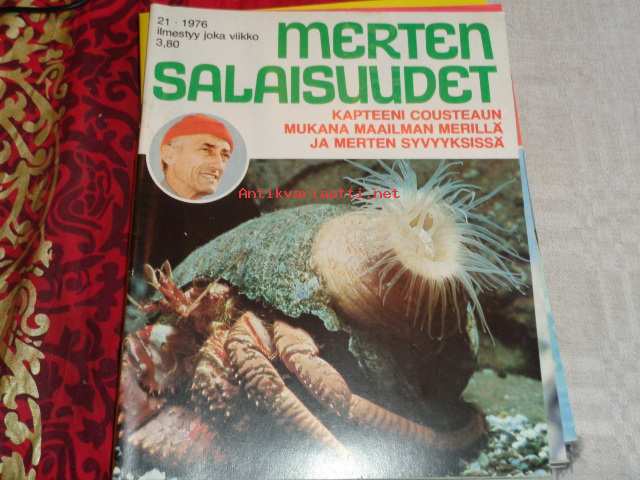 21 · 1976
ilmestyy joka viikko
3,80
MERTEN
SALAISUUDET
KAPTEENI COUSTEAUN
MUKANA MAAILMAN MERILLÄ
JA MERTEN SYVYYKSISSÄ
Antikvariaatti.net